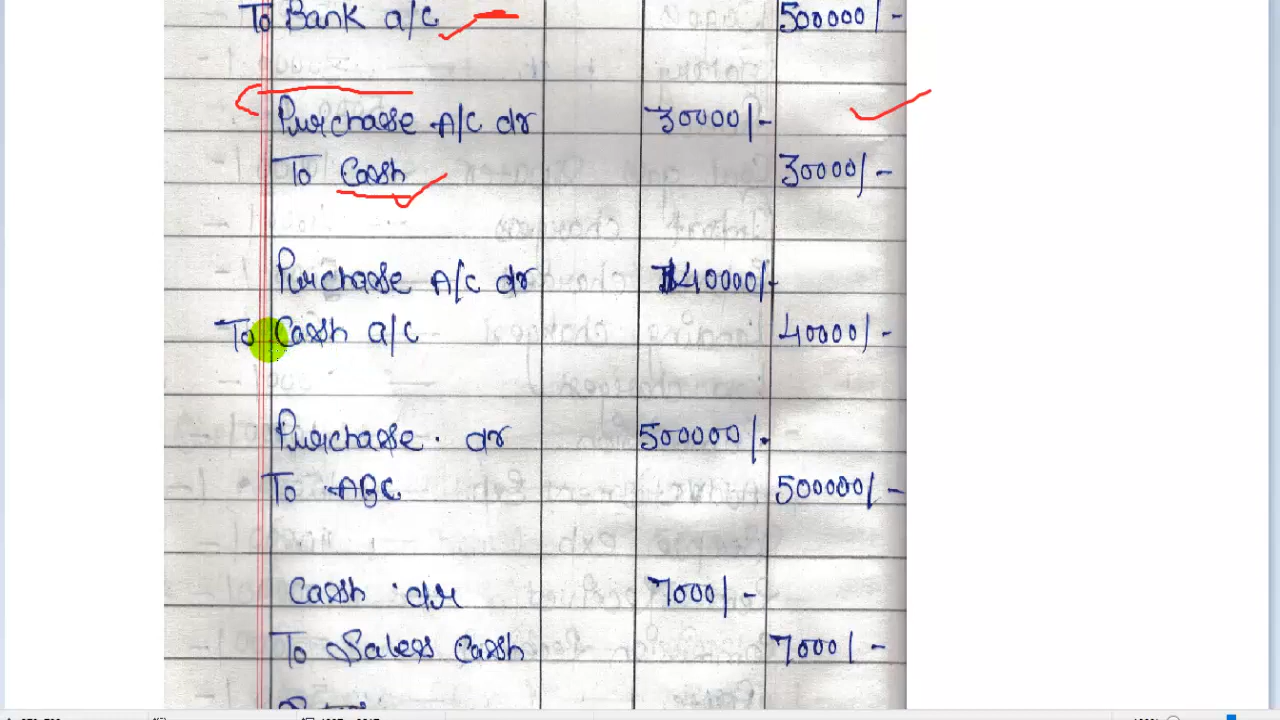 To Bank a/c 500000/-
Purchase A/c dr 30000/-
To Cash 30000/-
Purchase A/c dr 40000/-
To Cash a/c 40000/-
Purchase . dr 500000/-
To ABC 500000/-
Cash . dr 7000/-
To Sales Cash 7000/-